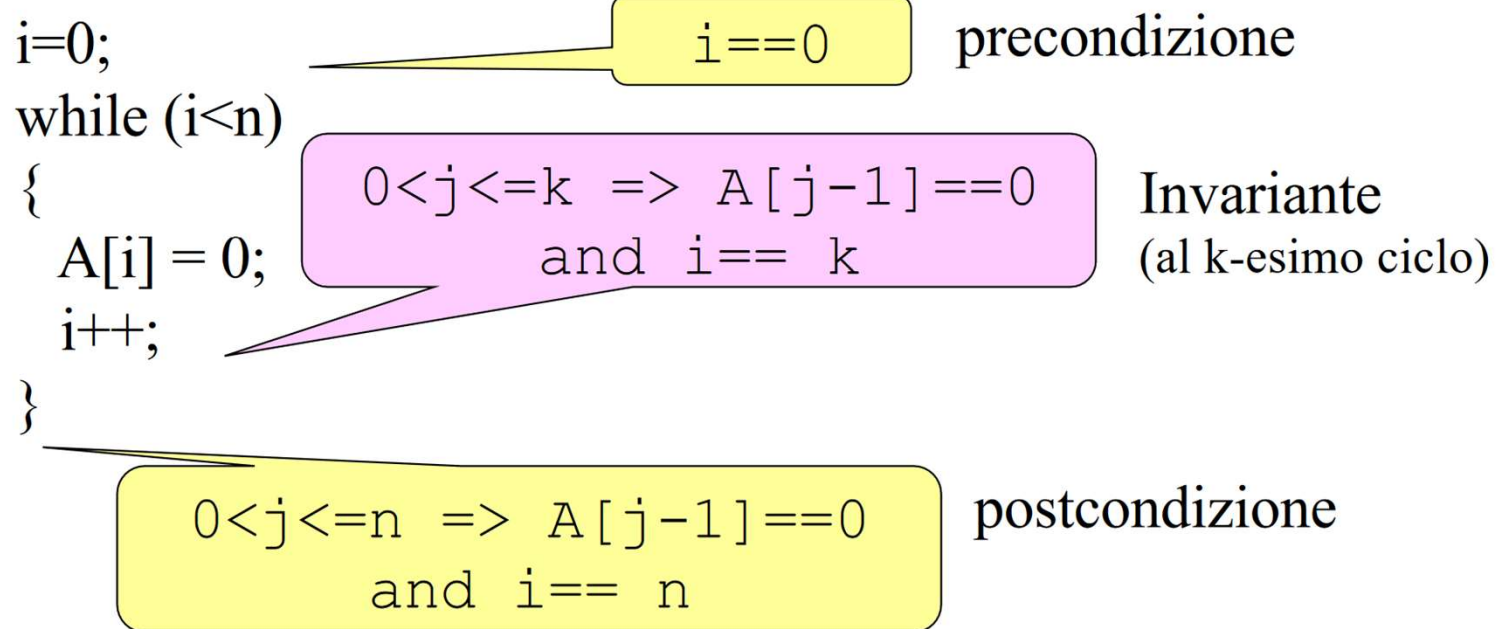 i=0;
i==0
precondizione
while (i<n)
{
0<j<=k => A[j-1]==0
and i== k
Invariante
(al k-esimo ciclo)
A[i] = 0;
i++;
}
0<j<=n => A[j-1]==0
and i== n
postcondizione